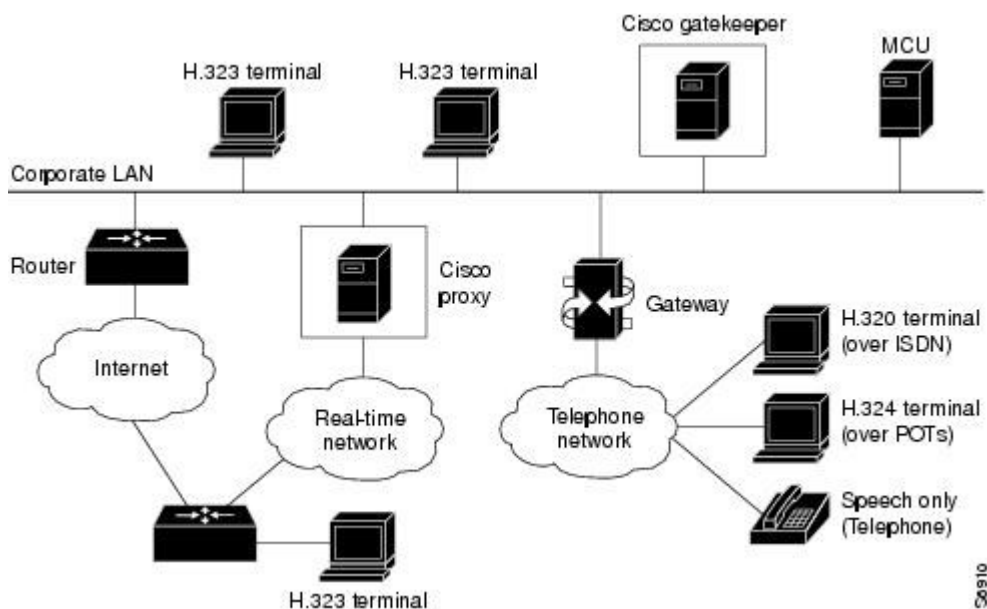 Cisco gatekeeper
MCU
H.323 terminal
H.323 terminal
Corporate LAN
Router
Cisco
proxy
Gateway
H.320 terminal
(over ISDN)
Internet
Real-time
network
Telephone
network
H.324 terminal
(over POTs)
Speech only
(Telephone)
H.323 terminal
S6910